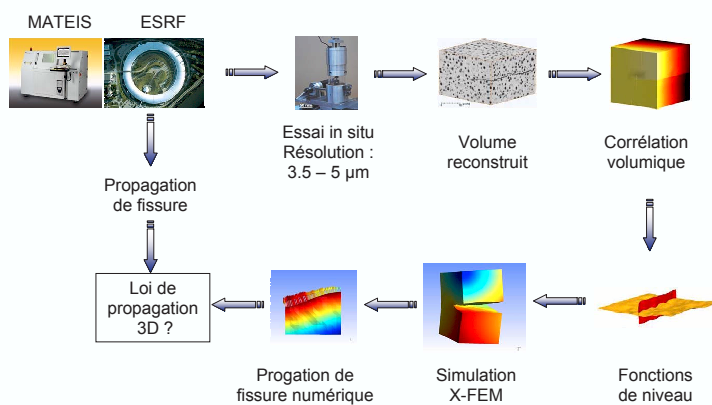 MATEIS
ESRF
Essai in situ
Résolution :
3.5 – 5 µm
Volume
reconstruit
Corrélation
volumique
Propagation
de fissure
Loi de
propagation
3D ?
Progation de
fissure numérique
Simulation
X-FEM
Fonctions
de niveau